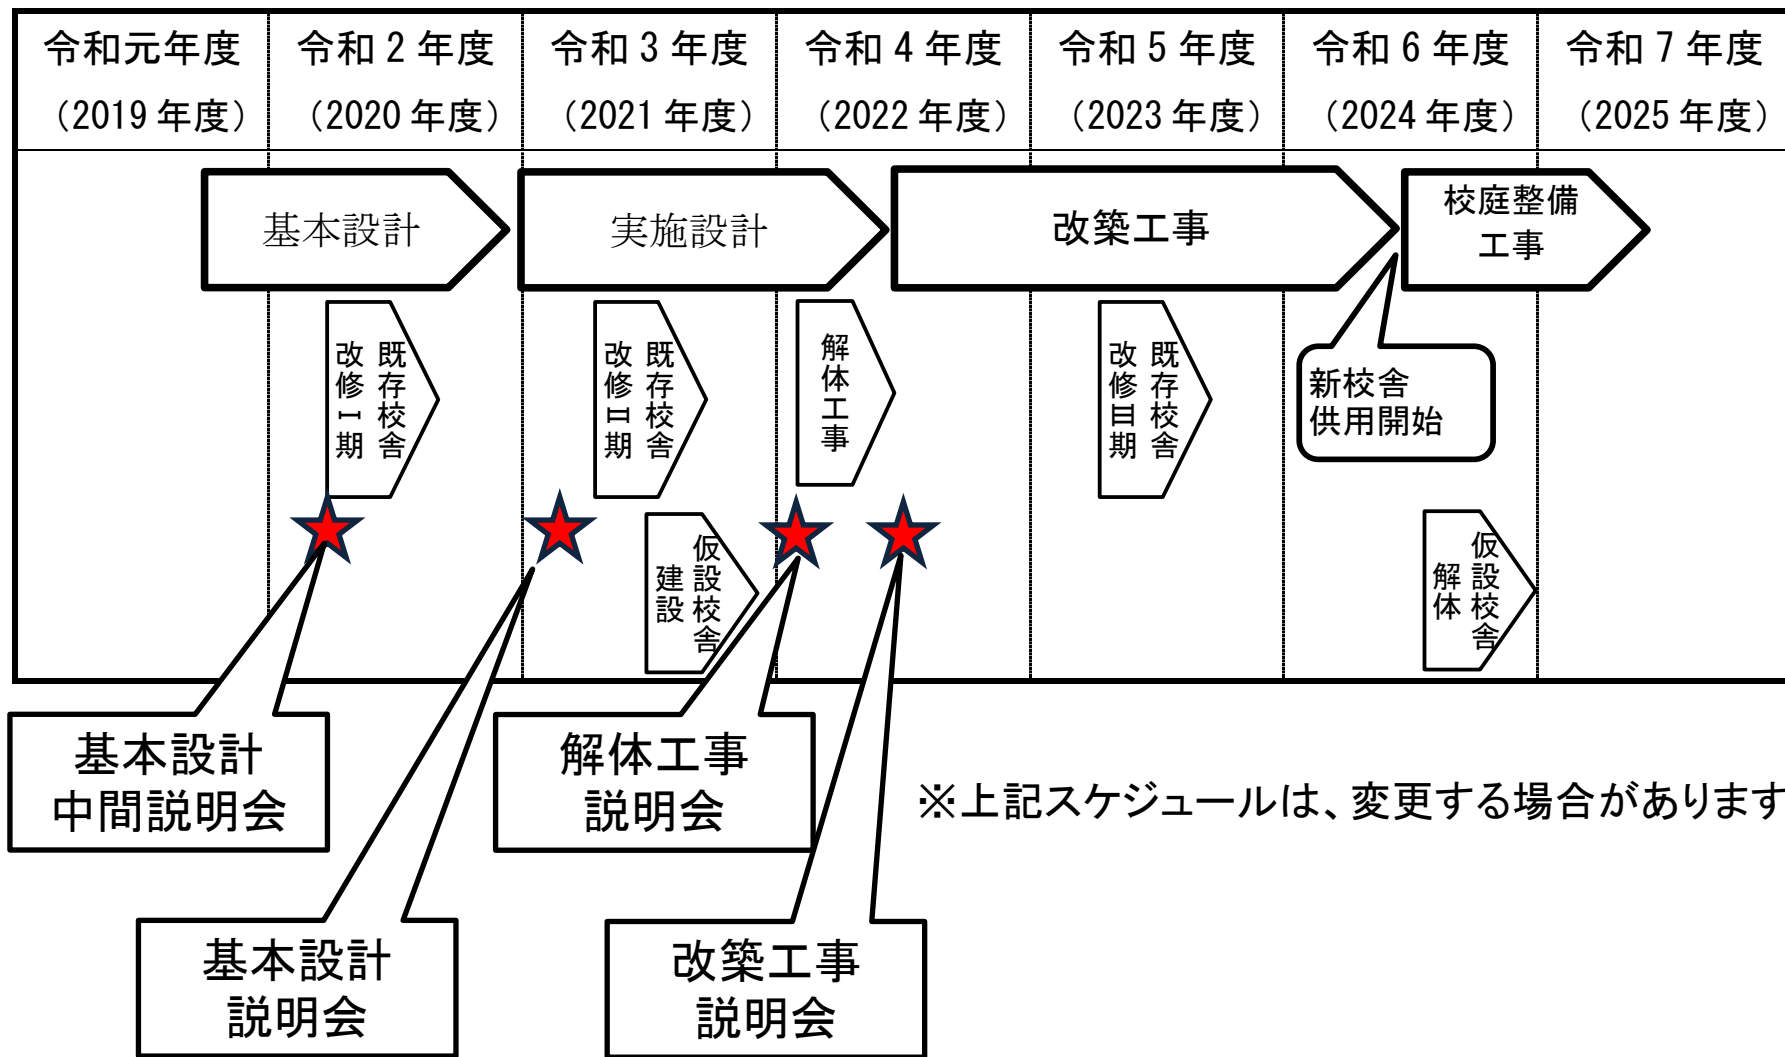 令和元年度
（2019年度）
令和2年度
（2020年度）
令和3年度
（2021年度）
令和4年度
（2022年度）
令和5年度
（2023年度）
令和6年度
（2024年度）
令和7年度
（2025年度）
基本設計
実施設計
改築工事
校庭整備
工事
既存校舎
改修Ⅰ期
既存校舎
改修Ⅱ期
解体工事
既存校舎
改修Ⅲ期
新校舎
供用開始
仮設校舎
建設
仮設校舎
解体
基本設計
中間説明会
解体工事
説明会
※上記スケジュールは、変更する場合があります
基本設計
説明会
改築工事
説明会